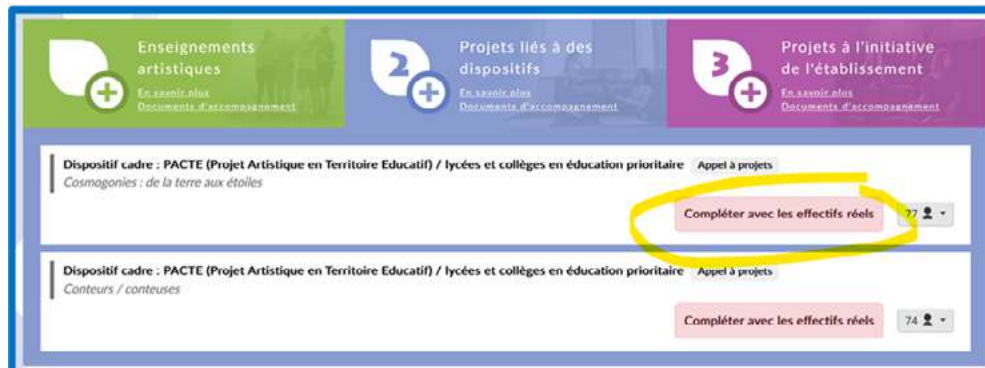 Enseignements
artistiques
En savoir plus
Documents d'accompagnement
2
Projets liés à des
dispositifs
En savoir plus
Documents d'accompagnement
3
Projets à l'initiative
de l'établissement
En savoir plus
Documents d'accompagnement
Dispositif cadre : PACTE (Projet Artistique en Territoire Educatif) / lycées et collèges en éducation prioritaire Appel à projets
Cosmogonies : de la terre aux étoiles
Compléter avec les effectifs réels 77
Dispositif cadre : PACTE (Projet Artistique en Territoire Educatif) / lycées et collèges en éducation prioritaire Appel à projets
Conteurs / conteuses
Compléter avec les effectifs réels 74